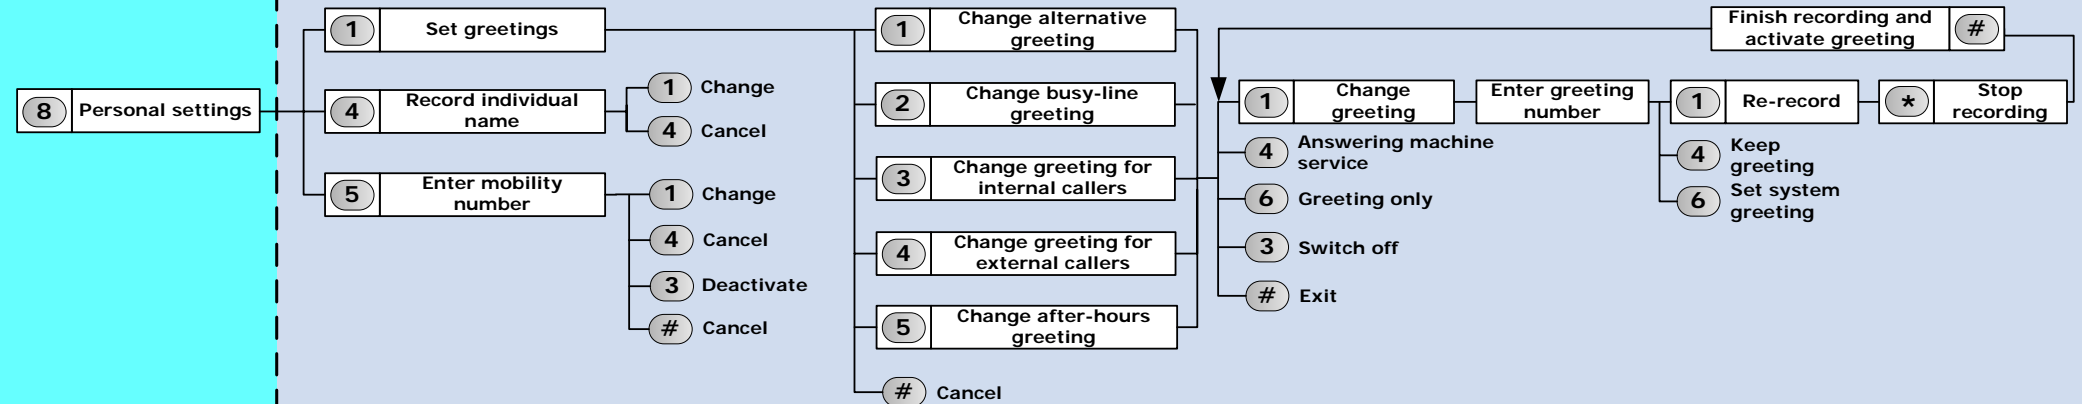 8 Personal settings
1 Set greetings
4 Record individual
name
1 Change
4 Cancel
5 Enter mobility
number
1 Change
4 Cancel
3 Deactivate
# Cancel
1 Change alternative
greeting
2 Change busy-line
greeting
3 Change greeting for
internal callers
4 Change greeting for
external callers
5 Change after-hours
greeting
# Cancel
Finish recording and
activate greeting #
1 Change
greeting
Enter greeting
number
1 Re-record
* Stop
recording
4 Answering machine
service
6 Greeting only
3 Switch off
# Exit
4 Keep
greeting
6 Set system
greeting